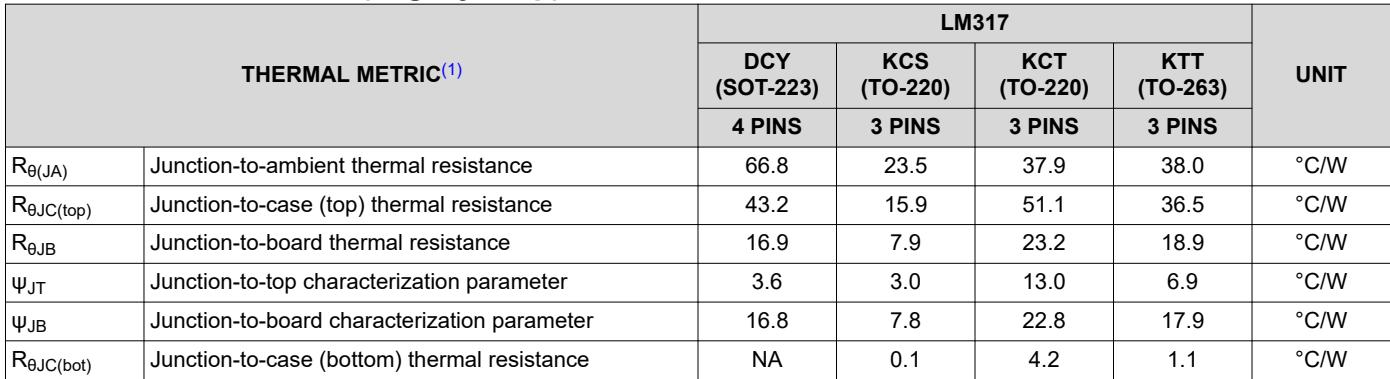 LM317
THERMAL METRIC(1)
DCY (SOT-223) KCS (TO-220) KCT (TO-220) KTT (TO-263) UNIT
4 PINS 3 PINS 3 PINS 3 PINS
Rθ(JA) Junction-to-ambient thermal resistance 66.8 23.5 37.9 38.0 °C/W
RθJC(top) Junction-to-case (top) thermal resistance 43.2 15.9 51.1 36.5 °C/W
RθJB Junction-to-board thermal resistance 16.9 7.9 23.2 18.9 °C/W
ψJT Junction-to-top characterization parameter 3.6 3.0 13.0 6.9 °C/W
ψJB Junction-to-board characterization parameter 16.8 7.8 22.8 17.9 °C/W
RθJC(bot) Junction-to-case (bottom) thermal resistance NA 0.1 4.2 1.1 °C/W